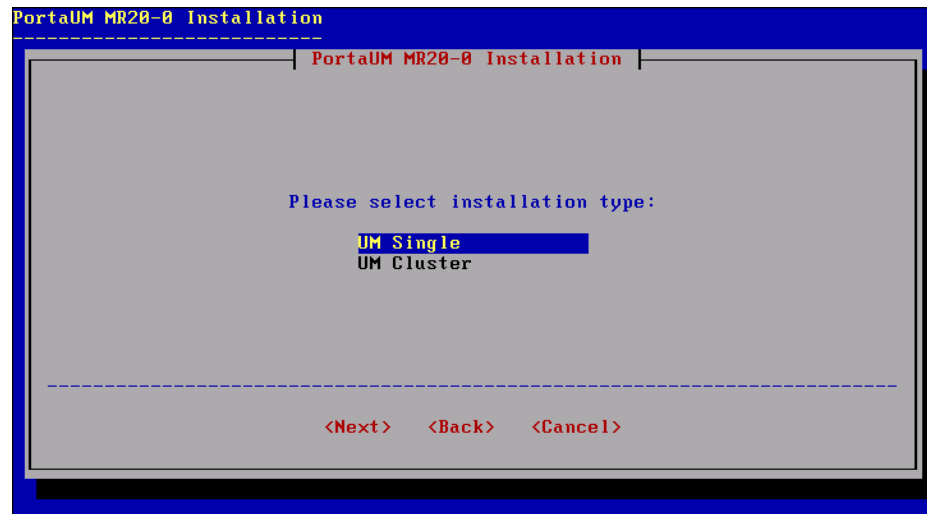 PortaUM MR20-0 Installation
PortaUM MR20-0 Installation
Please select installation type:
UM Single
UM Cluster
<Next> <Back> <Cancel>